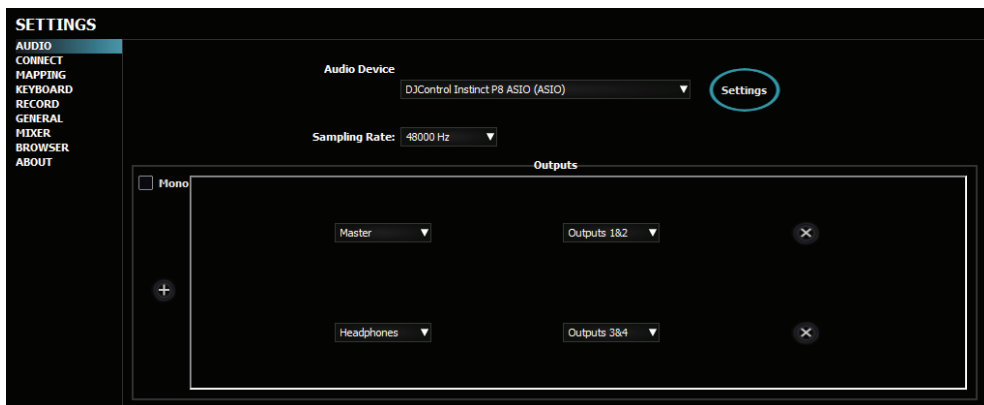 SETTINGS
AUDIO
CONNECT
MAPPING
KEYBOARD
RECORD
GENERAL
MIXER
BROWSER
ABOUT
Audio Device
DJControl Instinct P8 ASIO (ASIO)
Settings
Sampling Rate: 48000 Hz
Outputs
Mono
Master Outputs 1&2
Headphones Outputs 3&4